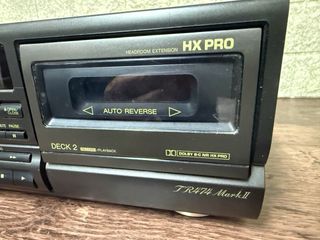 HX PRO
HEADROOM EXTENSION
AUTO REVERSE
DECK 2
PLAYBACK
DOLBY B-C NR HX PRO
TR474 Mark II